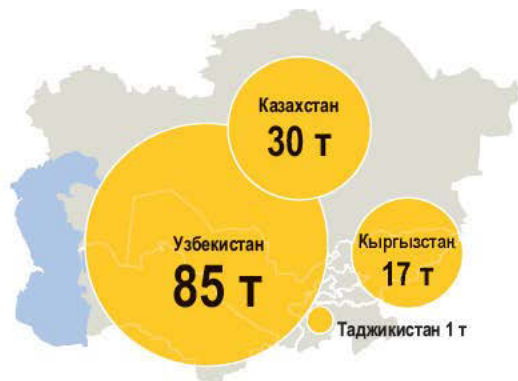 Казахстан
30 т
Узбекистан
85 т
Кыргызстан
17 т
Таджикистан 1 т